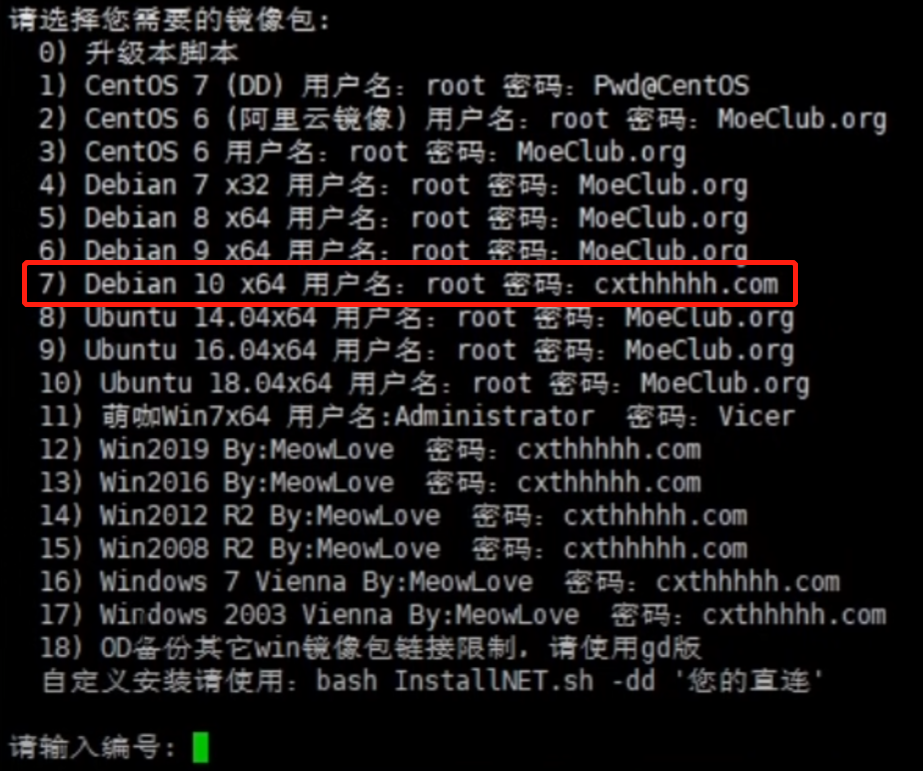 请选择您需要的镜像包:
0) 升级本脚本
1) CentOS 7 (DD) 用户名: root 密码: Pwd@CentOS
2) CentOS 6 (阿里云镜像) 用户名: root 密码: MoeClub.org
3) CentOS 6 用户名: root 密码: MoeClub.org
4) Debian 7 x32 用户名: root 密码: MoeClub.org
5) Debian 8 x64 用户名: root 密码: MoeClub.org
6) Debian 9 x64 用户名: root 密码: MoeClub.org
7) Debian 10 x64 用户名: root 密码: cxthhhhh.com
8) Ubuntu 14.04x64 用户名: root 密码: MoeClub.org
9) Ubuntu 16.04x64 用户名: root 密码: MoeClub.org
10) Ubuntu 18.04x64 用户名: root 密码: MoeClub.org
11) 萌咖Win7x64 用户名:Administrator 密码: Vicer
12) Win2019 By:MeowLove 密码: cxthhhhh.com
13) Win2016 By:MeowLove 密码: cxthhhhh.com
14) Win2012 R2 By:MeowLove 密码: cxthhhhh.com
15) Win2008 R2 By:MeowLove 密码: cxthhhhh.com
16) Windows 7 Vienna By:MeowLove 密码: cxthhhhh.com
17) Windows 2003 Vienna By:MeowLove 密码: cxthhhhh.com
18) OD备份其它win镜像包链接限制, 请使用gd版
自定义安装请使用: bash InstallNET.sh -dd '您的直连'
请输入编号: